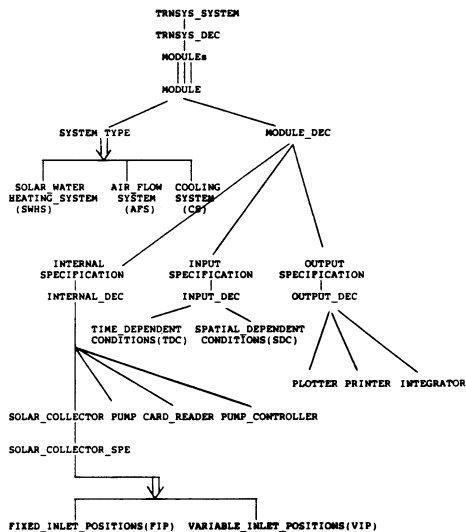 TRNSYS_SYSTEM
TRNSYS_DEC
MODULEs
MODULE
SYSTEM_TYPE MODULE_DEC
SOLAR_WATER AIR_FLOW COOLING
HEATING_SYSTEM SYSTEM SYSTEM
(SWHS) (AFS) (CS)
INTERNAL INPUT OUTPUT
SPECIFICATION SPECIFICATION SPECIFICATION
INTERNAL_DEC INPUT_DEC OUTPUT_DEC
TIME_DEPENDENT SPATIAL_DEPENDENT
CONDITIONS(TDC) CONDITIONS(SDC)
PLOTTER PRINTER INTEGRATOR
SOLAR_COLLECTOR PUMP CARD_READER PUMP_CONTROLLER
SOLAR_COLLECTOR_SPE
FIXED_INLET_POSITIONS(FIP) VARIABLE_INLET_POSITIONS(VIP)